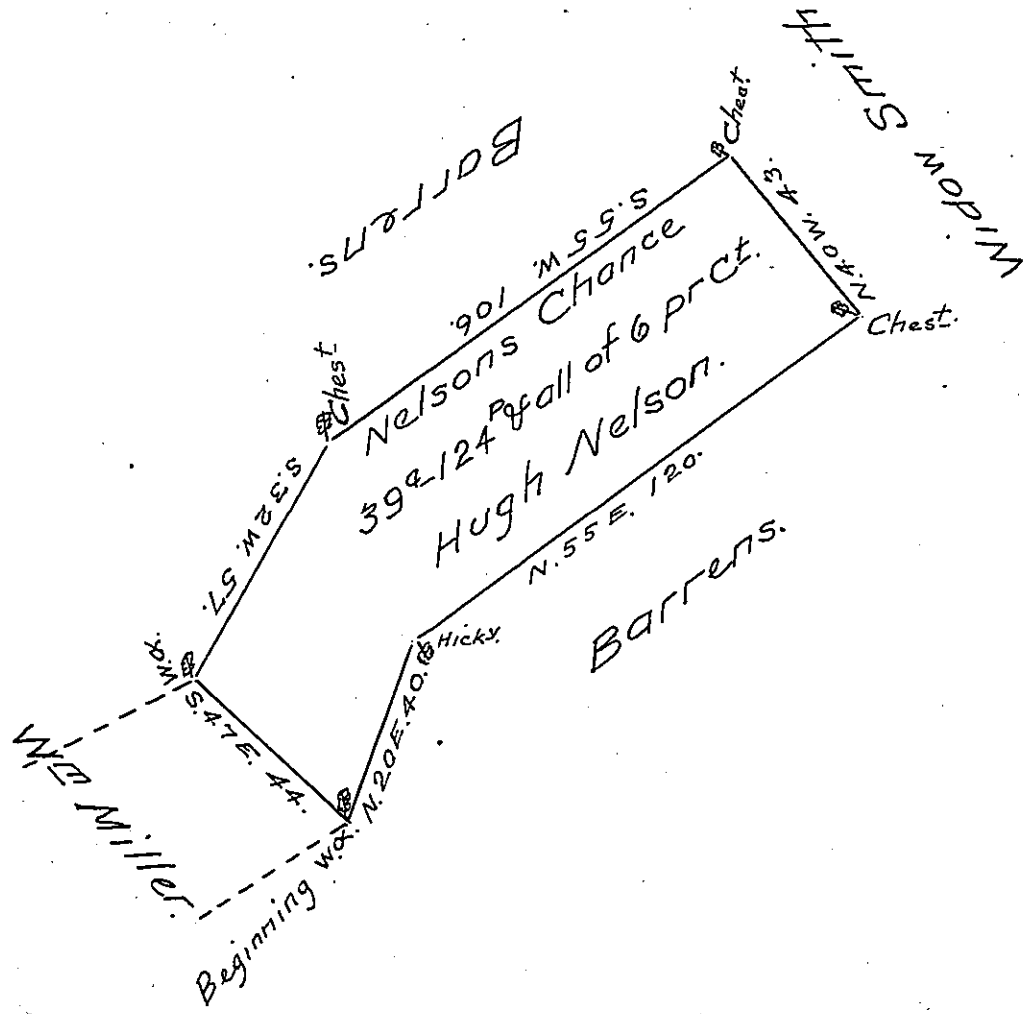 Widow Smith
Barrens.
Chest
N.40W. 43.
S.55W. 106.
Chest.
Nelsons Chance
39a-124P & all of 6 pr Ct.
Hugh Nelson.
Chest
S.32W. 57.
N.55E. 120.
Barrens.
Hicky.
w.o.
S.47E. 44.
N.20E.40.
Wm Miller.
Beginning w.o.